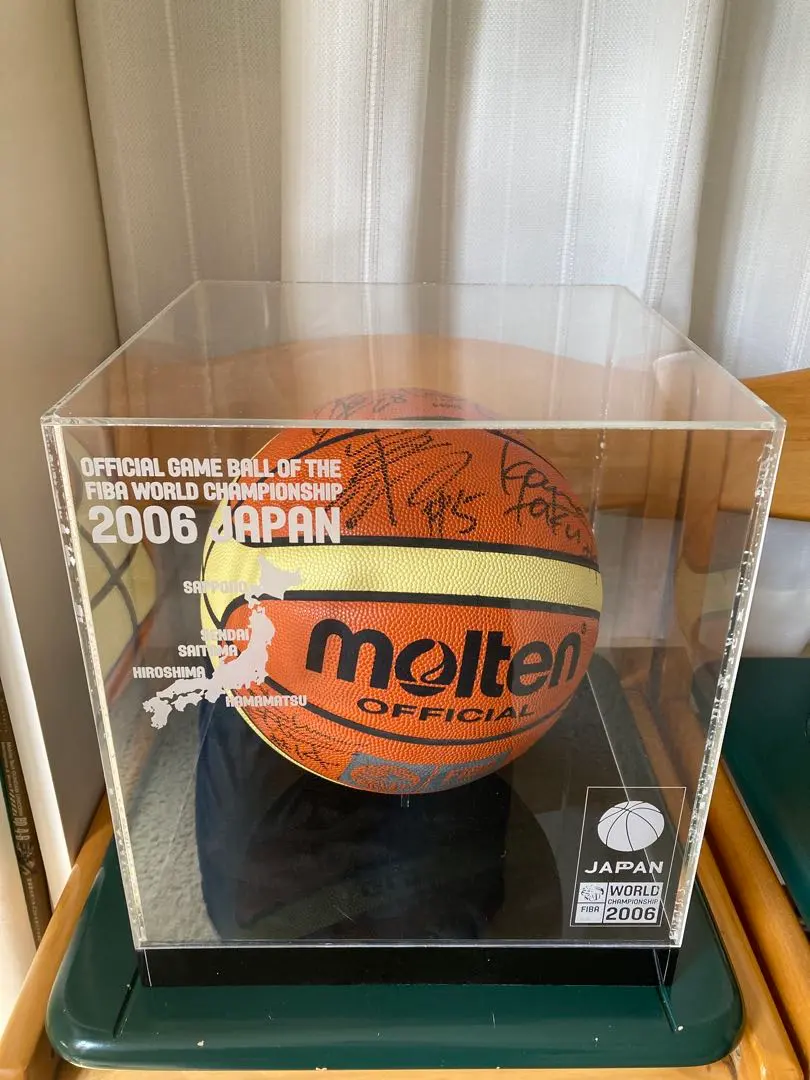 OFFICIAL GAME BALL OF THE
FIBA WORLD CHAMPIONSHIP
2006 JAPAN
SAPPORO
SENDAI
SAITAMA
HIROSHIMA
HAMAMATSU
#5
molten®
OFFICIAL
JAPAN
FIBA
WORLD
CHAMPIONSHIP
2006